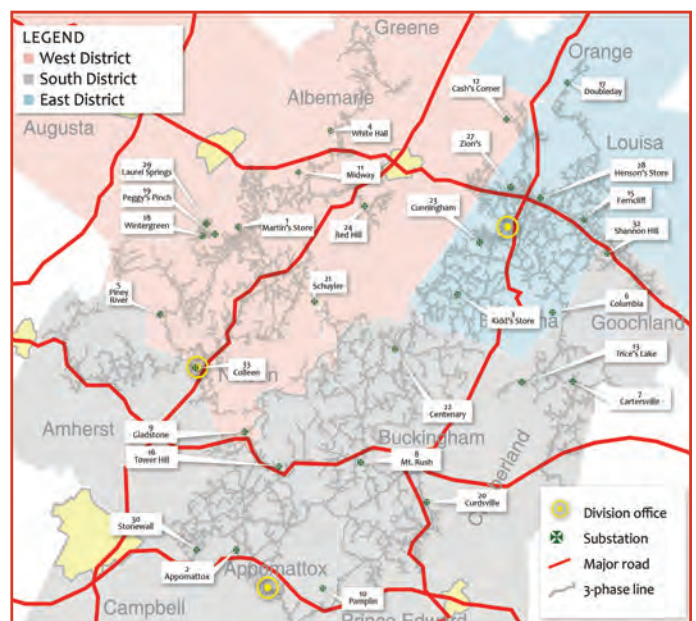 LEGEND
West District
South District
East District
Greene
Orange
17
Doubleday
12
Cash's Corner
Albemarle
Augusta
4
White Hall
Louisa
27
Zion's
28
Henson's Store
29
Laurel Springs
11
Midway
19
Peggy's Pinch
15
Ferncliff
23
Cunningham
18
Wintergreen
1
Martin's Store
24
Red Hill
32
Shannon Hill
5
Piney River
21
Schuyler
3
Kidd's Store
6
Columbia
Goochland
33
Colleen
13
Trice's Lake
7
Cartersville
22
Centenary
Amherst
9
Gladstone
Buckingham
16
Tower Hill
8
Mt. Rush
20
Curdsville
30
Stonewall
2
Appomattox
Appomattox
10
Pamplin
Campbell
Prince Edward
Division office
Substation
Major road
3-phase line